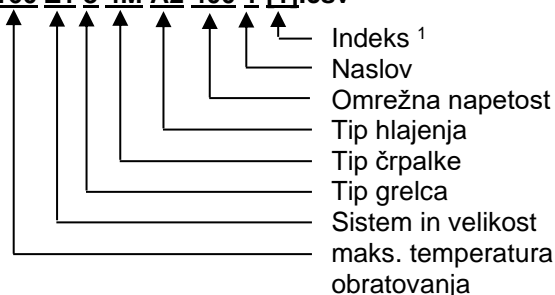 Indeks ¹
Naslov
Omrežna napetost
Tip hlajenja
Tip črpalke
Tip grelca
Sistem in velikost
maks. temperatura
obratovanja